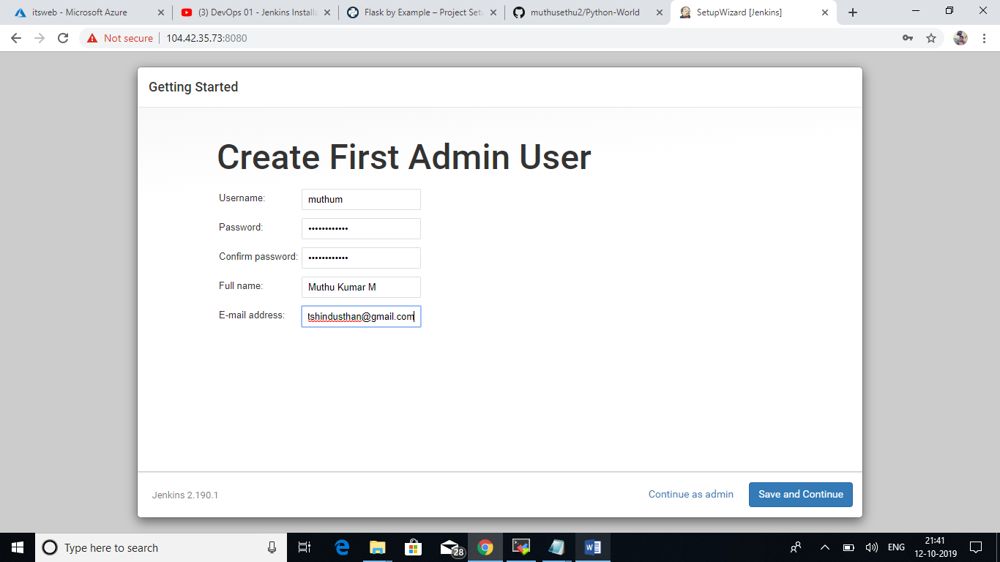 itsweb - Microsoft Azure
(3) DevOps 01 - Jenkins Installa
Flask by Example – Project Setu
muthusethu2/Python-World
SetupWizard [Jenkins]
Not secure
104.42.35.73:8080
Getting Started
Create First Admin User
Username: muthum
Password: ••••••••••••
Confirm password: ••••••••••••
Full name: Muthu Kumar M
E-mail address: tshindusthan@gmail.com
Jenkins 2.190.1
Continue as admin
Save and Continue
Type here to search
28
ENG
21:41
12-10-2019